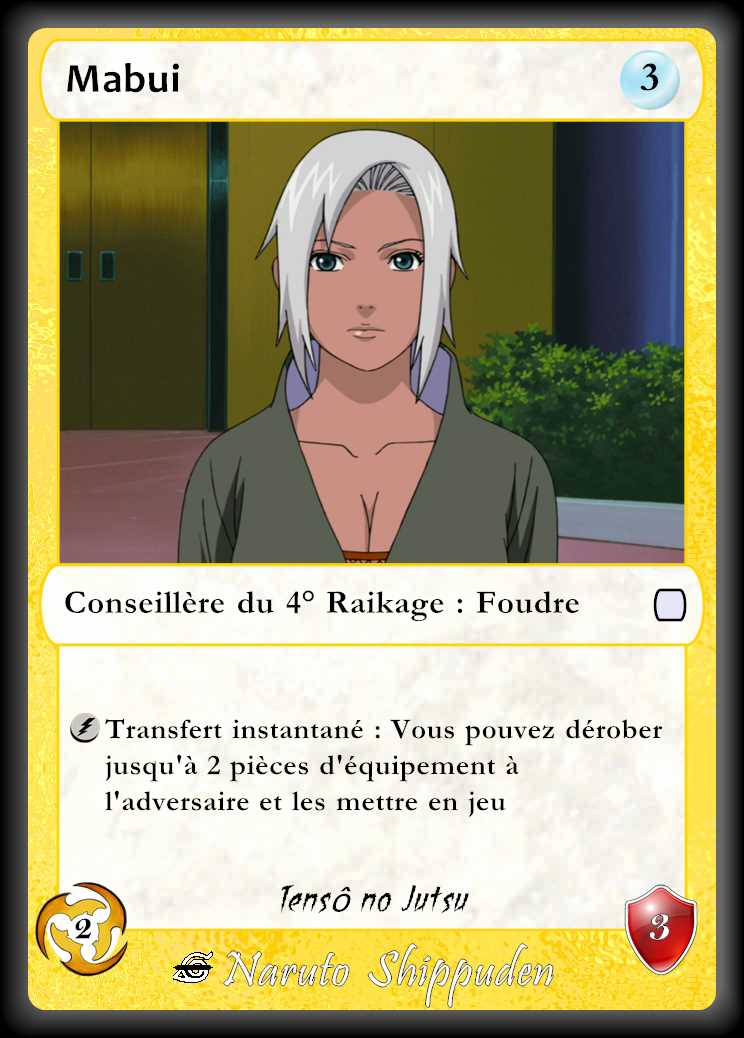 Mabui
3
Conseillère du 4° Raikage : Foudre
Transfert instantané : Vous pouvez dérober
jusqu'à 2 pièces d'équipement à
l'adversaire et les mettre en jeu
Tensô no Jutsu
2
3
Naruto Shippuden